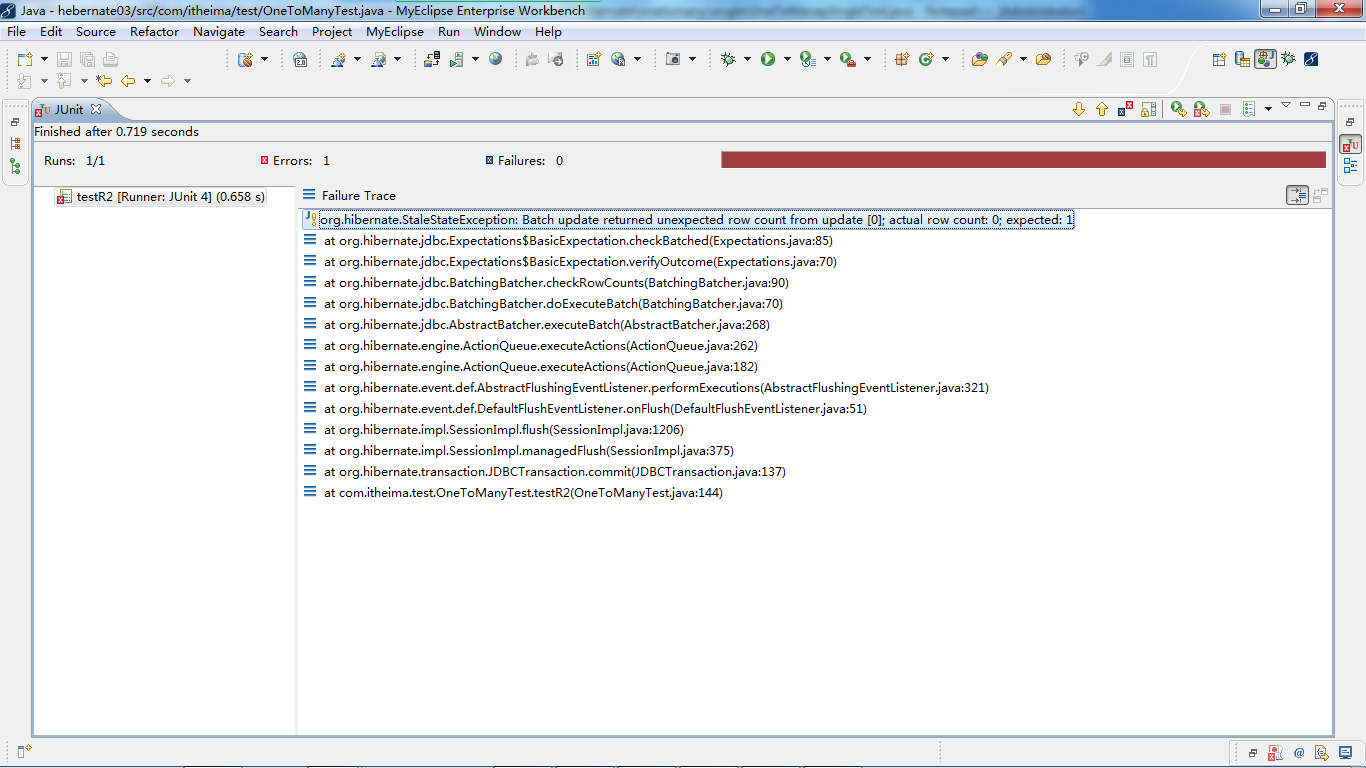 Java - hebernate03/src/com/itheima/test/OneToManyTest.java - MyEclipse Enterprise Workbench
File Edit Source Refactor Navigate Search Project MyEclipse Run Window Help
JUnit
Finished after 0.719 seconds
Runs: 1/1 Errors: 1 Failures: 0
testR2 [Runner: JUnit 4] (0.658 s)
Failure Trace
org.hibernate.StaleStateException: Batch update returned unexpected row count from update [0]; actual row count: 0; expected: 1
at org.hibernate.jdbc.Expectations$BasicExpectation.checkBatched(Expectations.java:85)
at org.hibernate.jdbc.Expectations$BasicExpectation.verifyOutcome(Expectations.java:70)
at org.hibernate.jdbc.BatchingBatcher.checkRowCounts(BatchingBatcher.java:90)
at org.hibernate.jdbc.BatchingBatcher.doExecuteBatch(BatchingBatcher.java:70)
at org.hibernate.jdbc.AbstractBatcher.executeBatch(AbstractBatcher.java:268)
at org.hibernate.engine.ActionQueue.executeActions(ActionQueue.java:262)
at org.hibernate.engine.ActionQueue.executeActions(ActionQueue.java:182)
at org.hibernate.event.def.AbstractFlushingEventListener.performExecutions(AbstractFlushingEventListener.java:321)
at org.hibernate.event.def.DefaultFlushEventListener.onFlush(DefaultFlushEventListener.java:51)
at org.hibernate.impl.SessionImpl.flush(SessionImpl.java:1206)
at org.hibernate.impl.SessionImpl.managedFlush(SessionImpl.java:375)
at org.hibernate.transaction.JDBCTransaction.commit(JDBCTransaction.java:137)
at com.itheima.test.OneToManyTest.testR2(OneToManyTest.java:144)